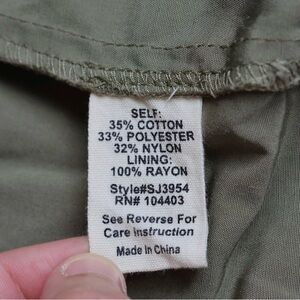 SELF:
35% COTTON
33% POLYESTER
32% NYLON
LINING:
100% RAYON
Style#SJ3954
RN# 104403
See Reverse For
Care Instruction
Made In China